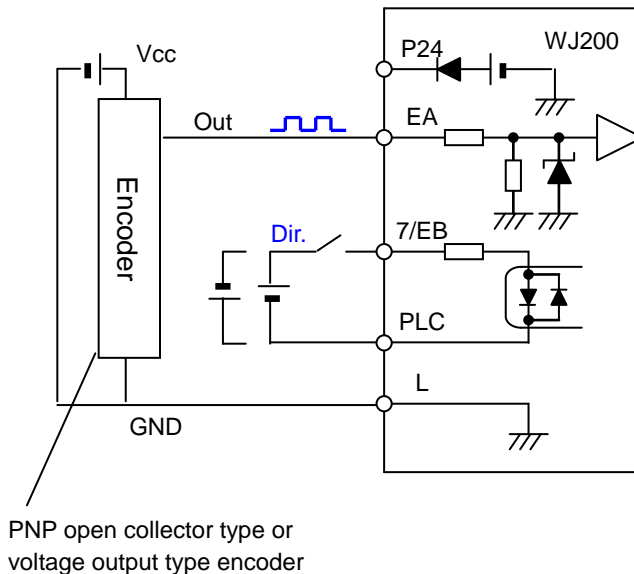 Vcc
P24
WJ200
Out
EA
Encoder
Dir.
7/EB
PLC
L
GND
PNP open collector type or
voltage output type encoder